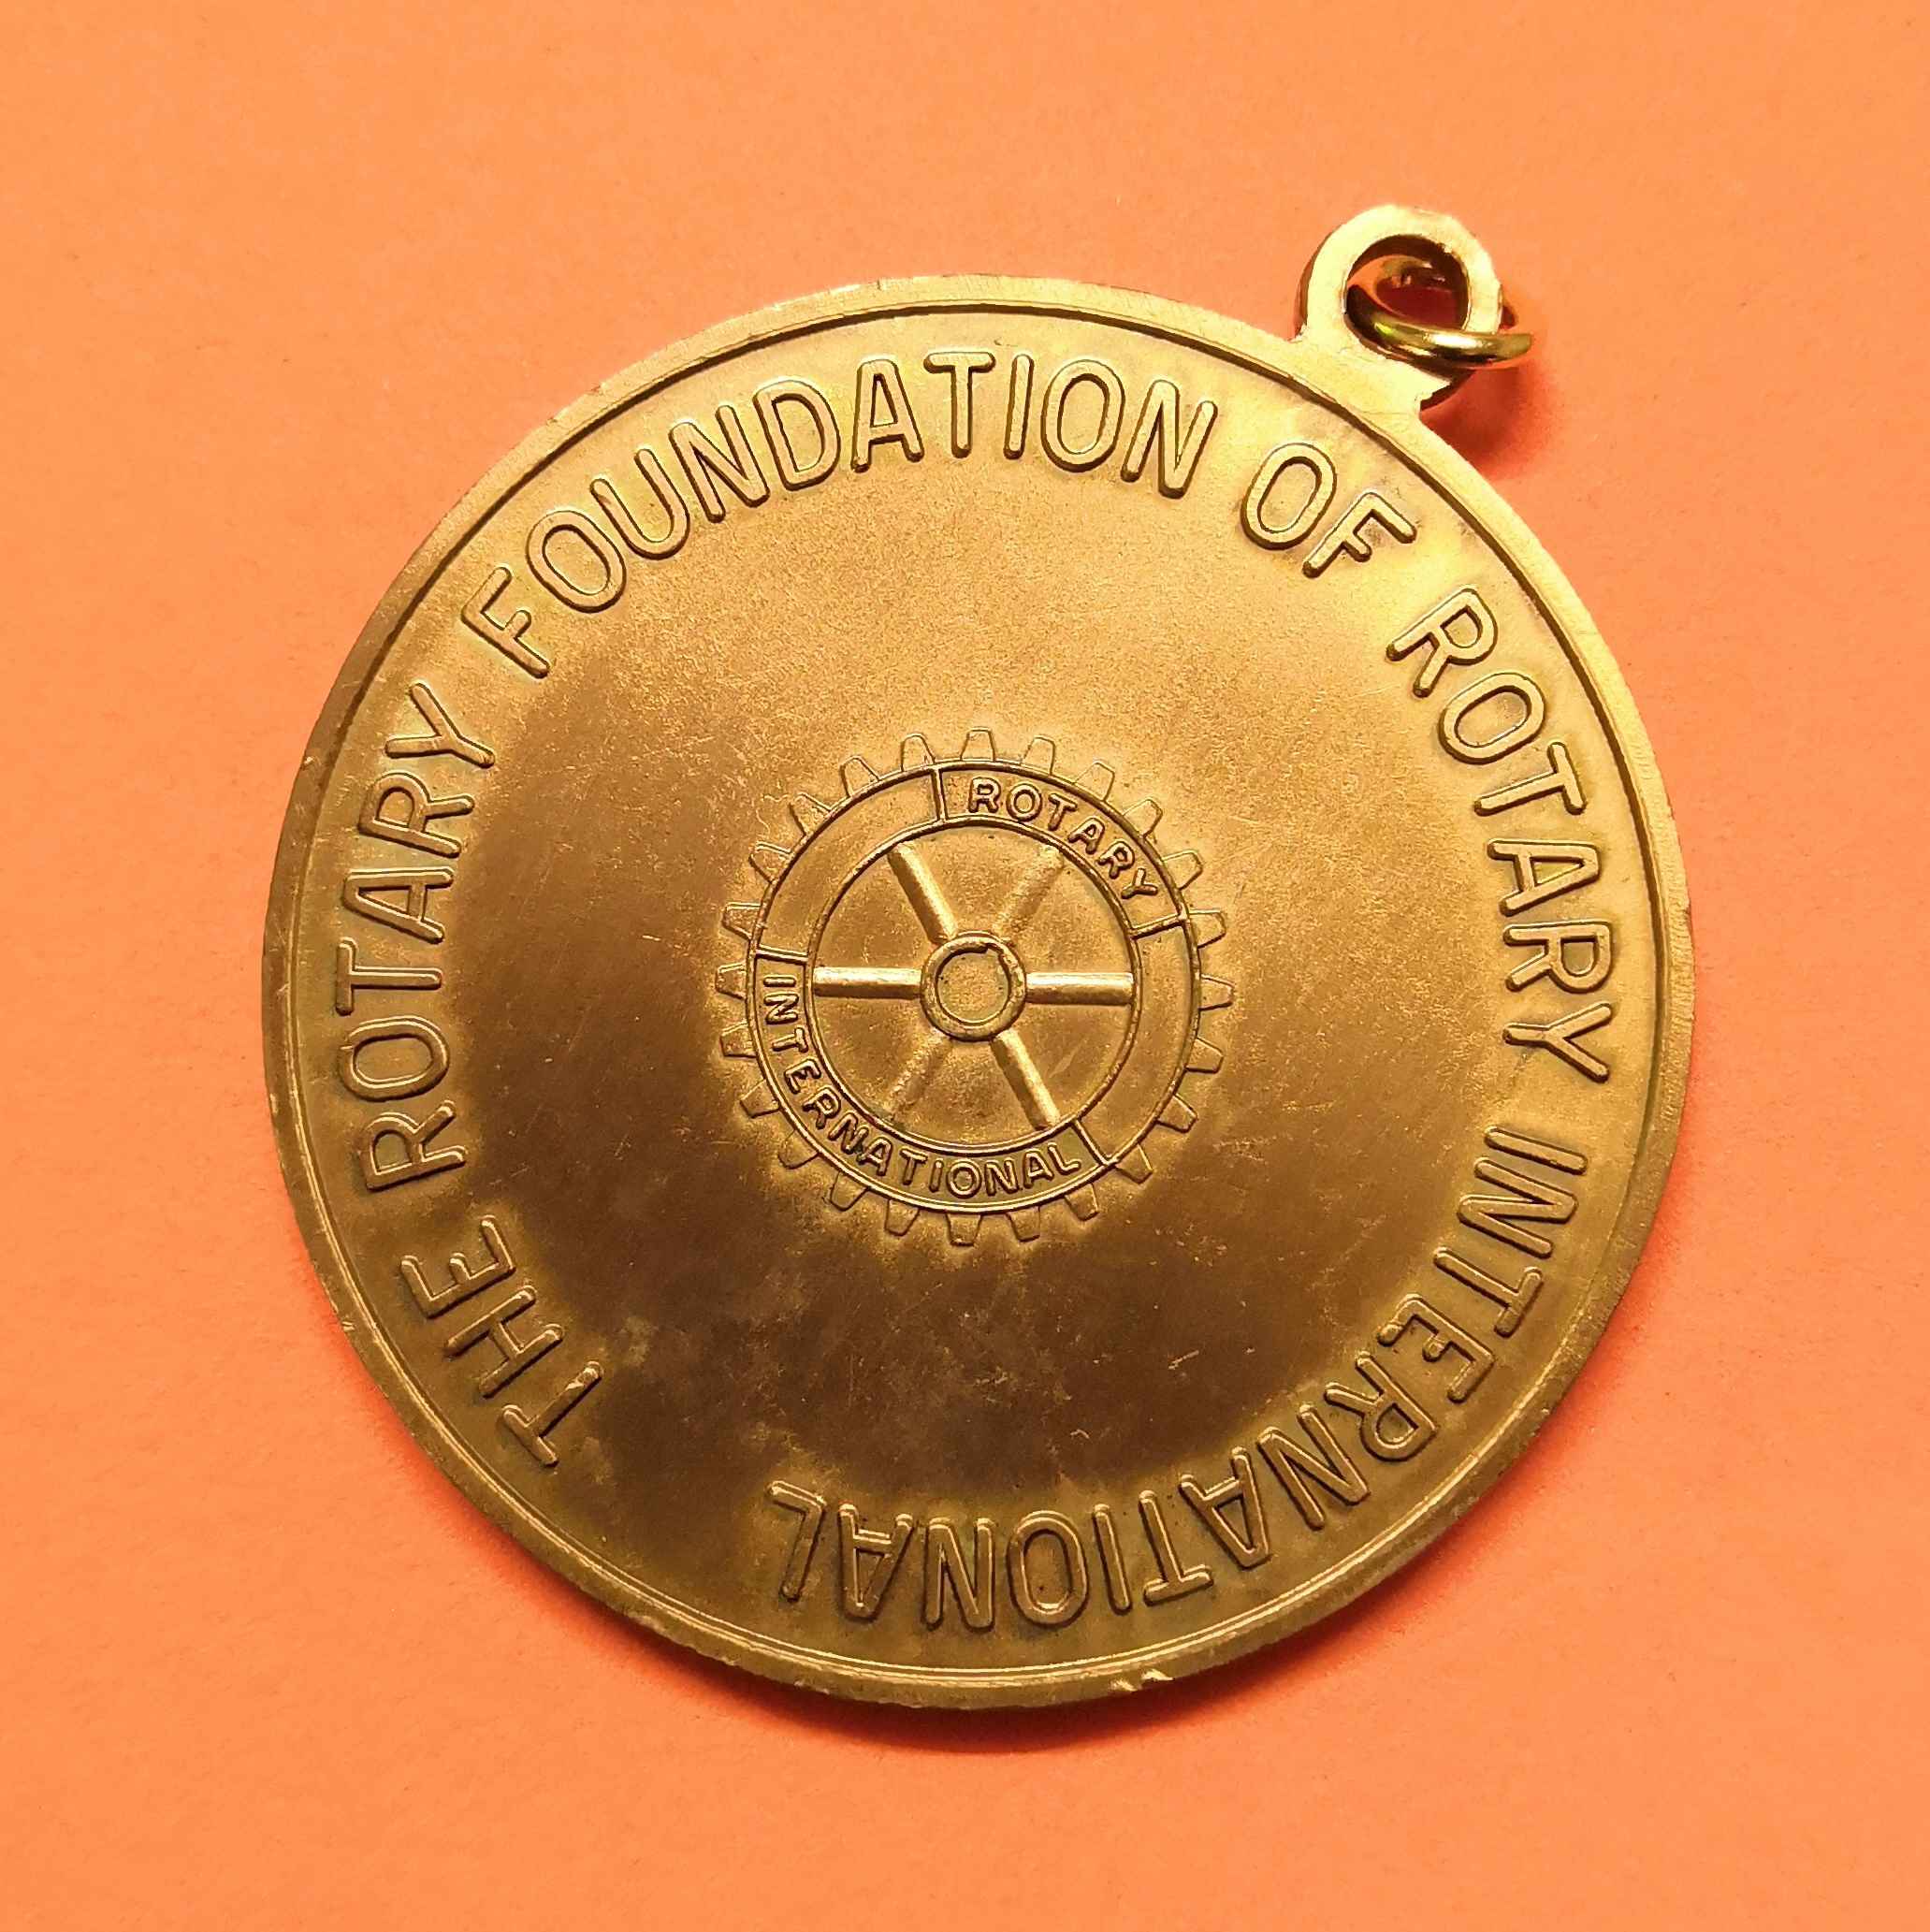 THE ROTARY FOUNDATION OF ROTARY INTERNATIONAL
ROTARY
INTERNATIONAL